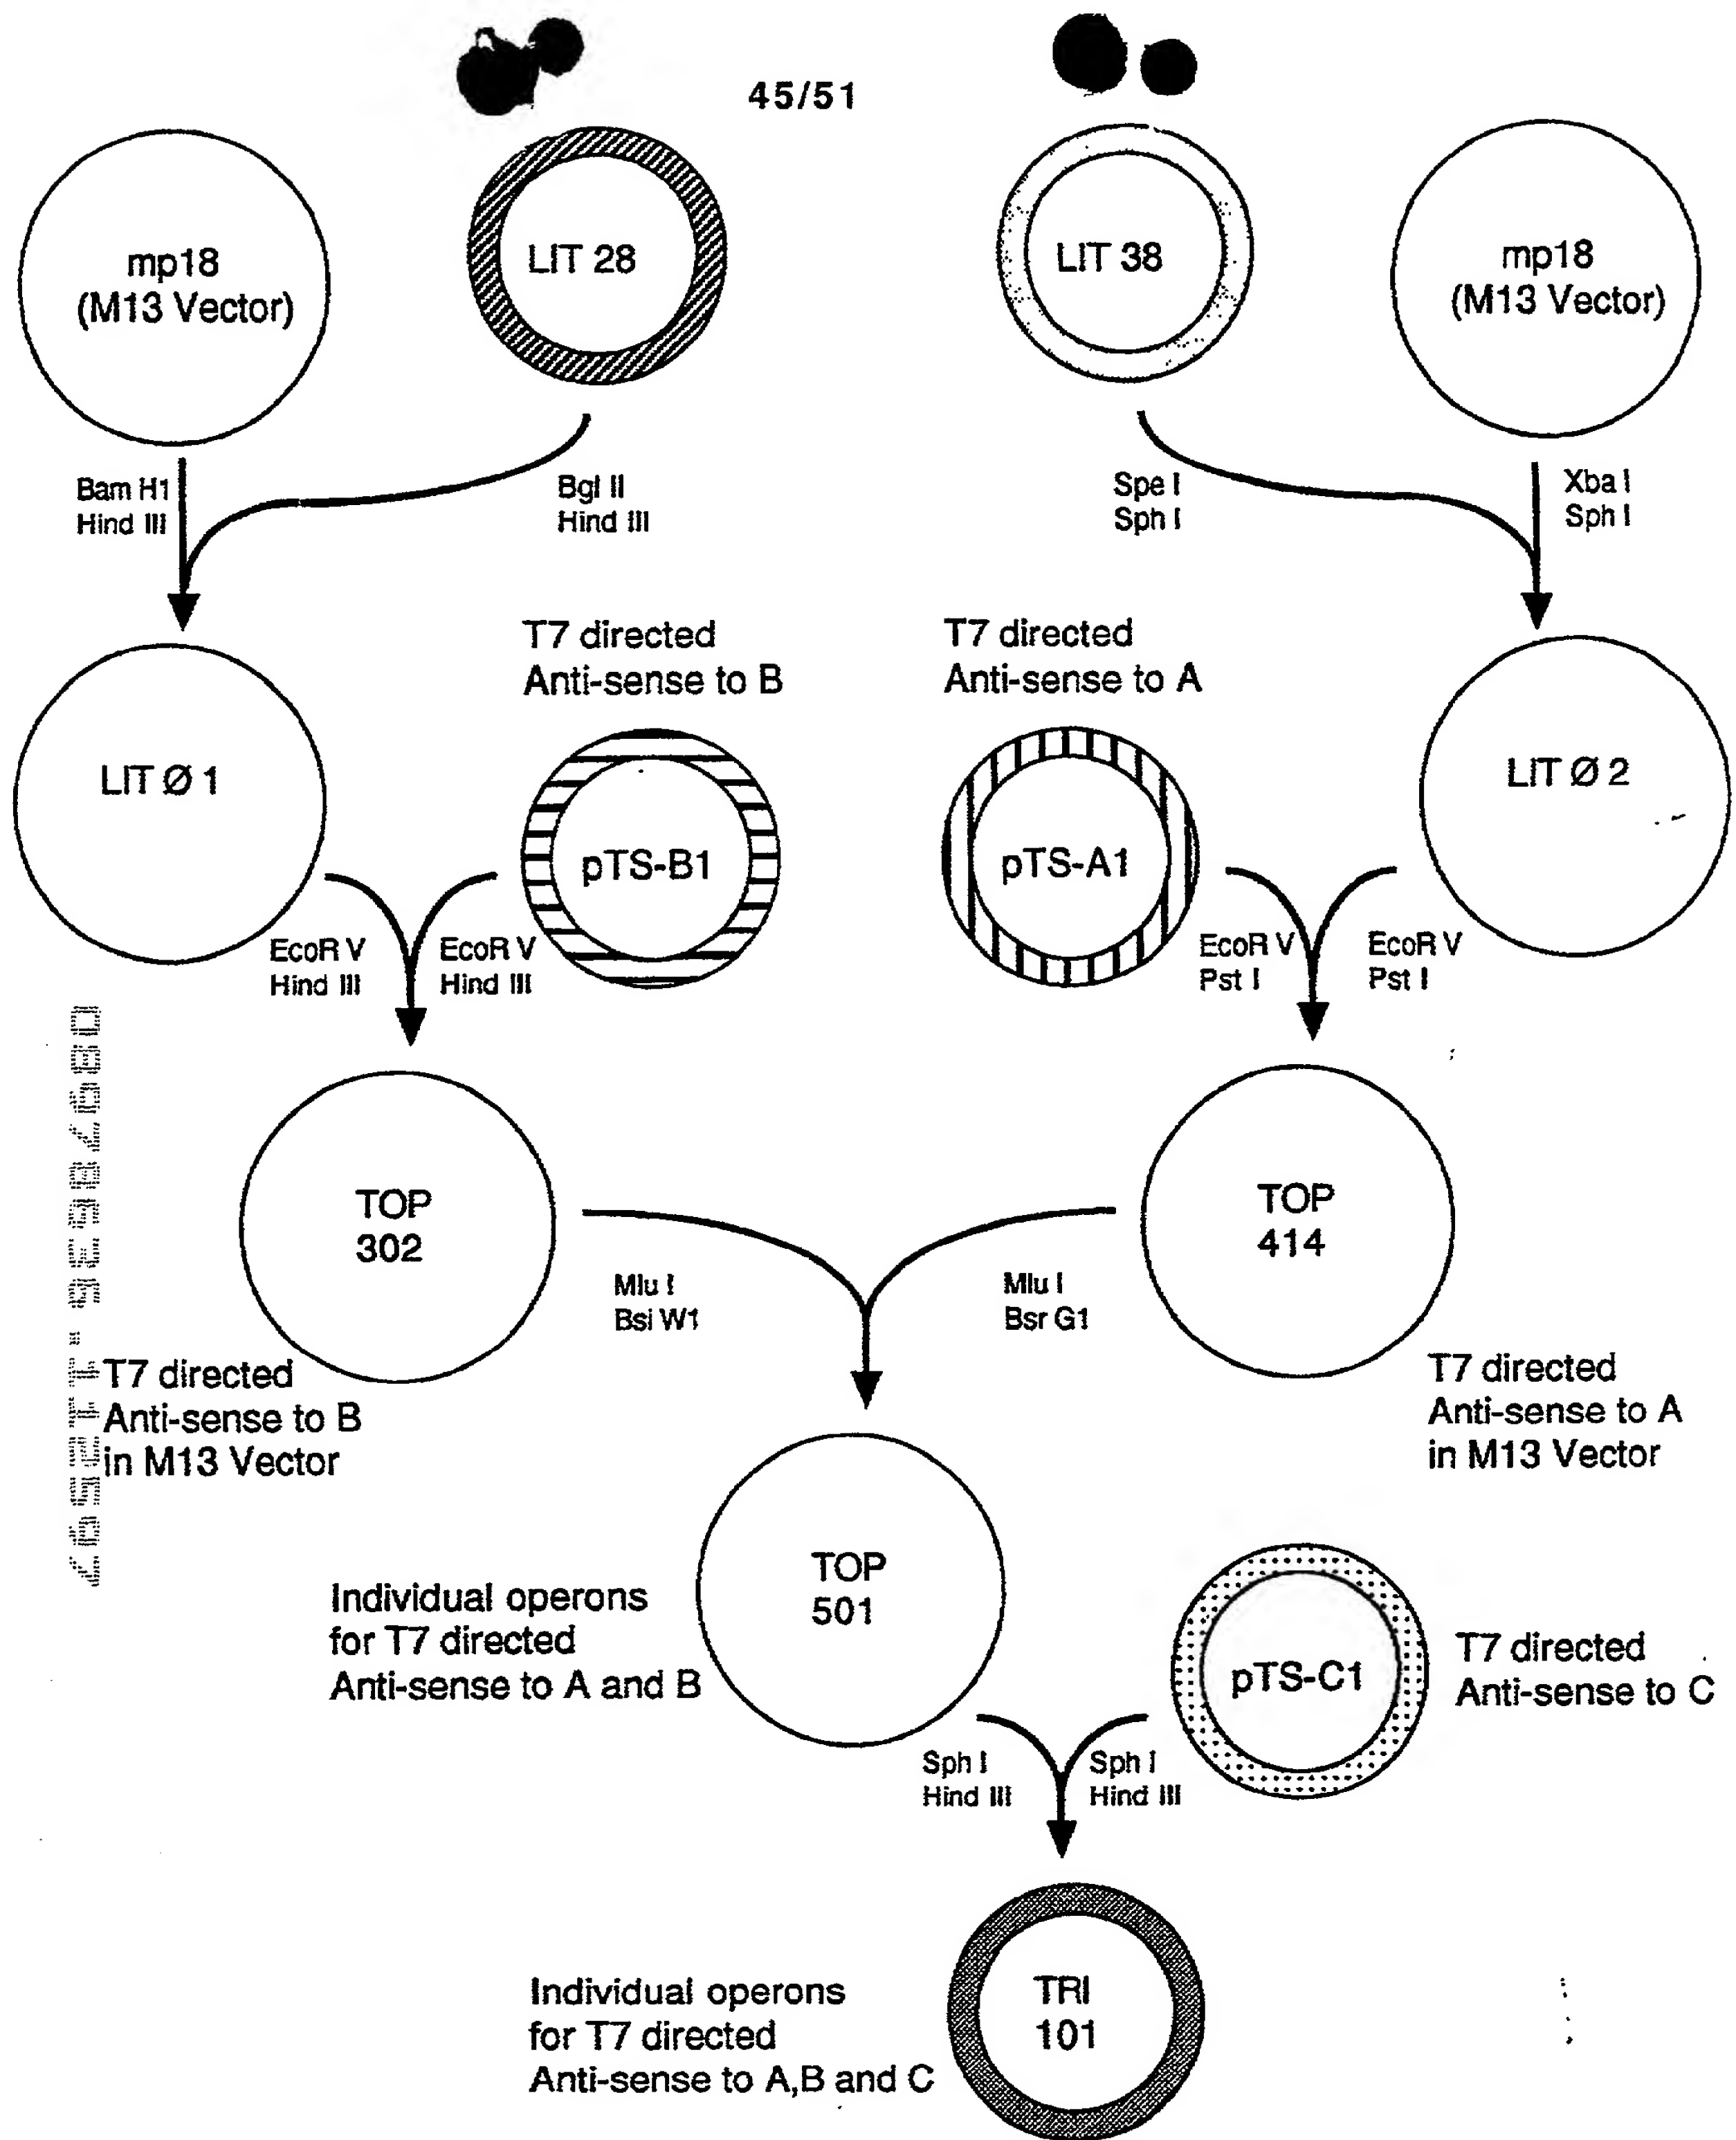 45/51
mp18
(M13 Vector)
LIT 28
LIT 38
mp18
(M13 Vector)
Bam H1
Hind III
Bgl II
Hind III
Spe I
Sph I
Xba I
Sph I
T7 directed
Anti-sense to B
T7 directed
Anti-sense to A
LIT Ø 1
pTS-B1
pTS-A1
LIT Ø 2
EcoR V
Hind III
EcoR V
Hind III
EcoR V
Pst I
EcoR V
Pst I
TOP
302
TOP
414
Mlu I
Bsi W1
Mlu I
Bsr G1
T7 directed
Anti-sense to B
in M13 Vector
T7 directed
Anti-sense to A
in M13 Vector
TOP
501
Individual operons
for T7 directed
Anti-sense to A and B
pTS-C1
T7 directed
Anti-sense to C
Sph I
Hind III
Sph I
Hind III
TRI
101
Individual operons
for T7 directed
Anti-sense to A,B and C